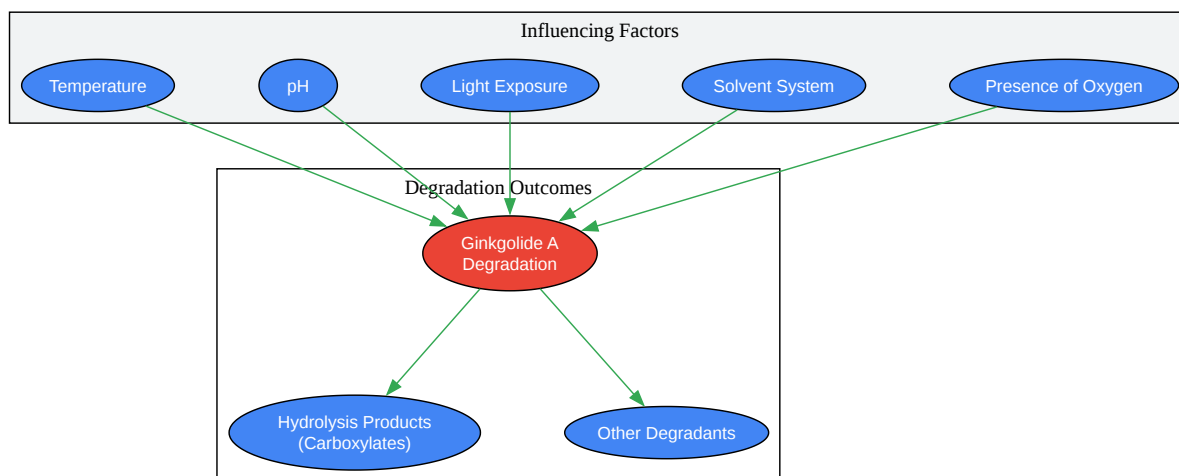 Influencing Factors
Temperature
pH
Light Exposure
Solvent System
Presence of Oxygen
Degradation Outcomes
Ginkgolide A
Degradation
Hydrolysis Products
(Carboxylates)
Other Degradants